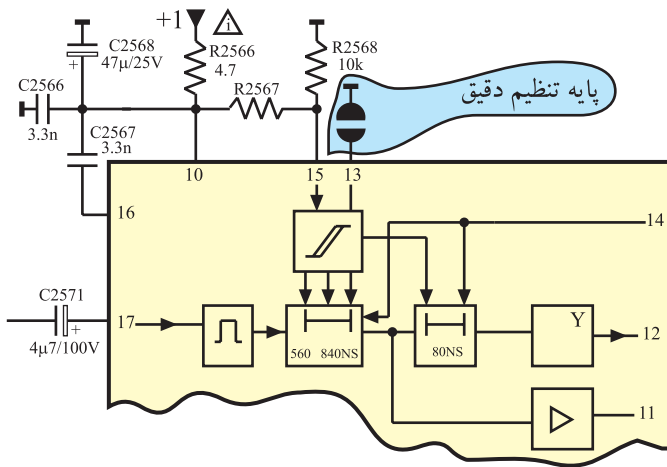 +1
i
C2568
47µ/25V
+
R2566
4.7
R2568
10k
C2566
3.3n
R2567
پایه تنظیم دقیق
C2567
3.3n
10
15
13
16
14
C2571
+
4µ7/100V
17
560
840NS
80NS
Y
12
11